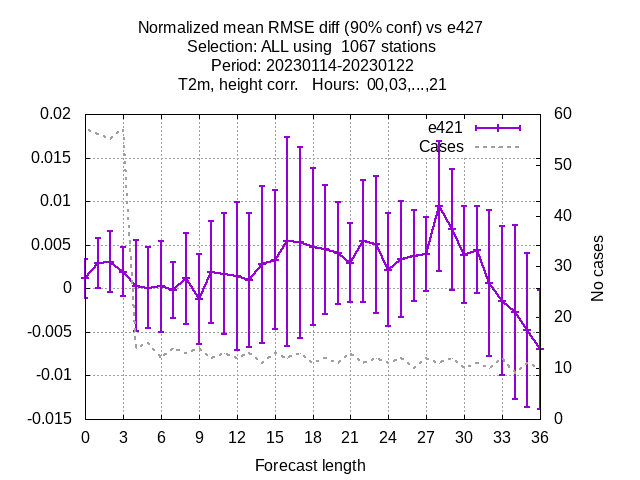 Normalized mean RMSE diff (90% conf) vs e427
Selection: ALL using  1067 stations
Period: 20230114-20230122
T2m, height corr.   Hours:  00,03,...,21
e421
Cases
0.02
0.015
0.01
0.005
0
-0.005
-0.01
-0.015
60
50
40
30
20
10
0
No cases
0 3 6 9 12 15 18 21 24 27 30 33 36
Forecast length